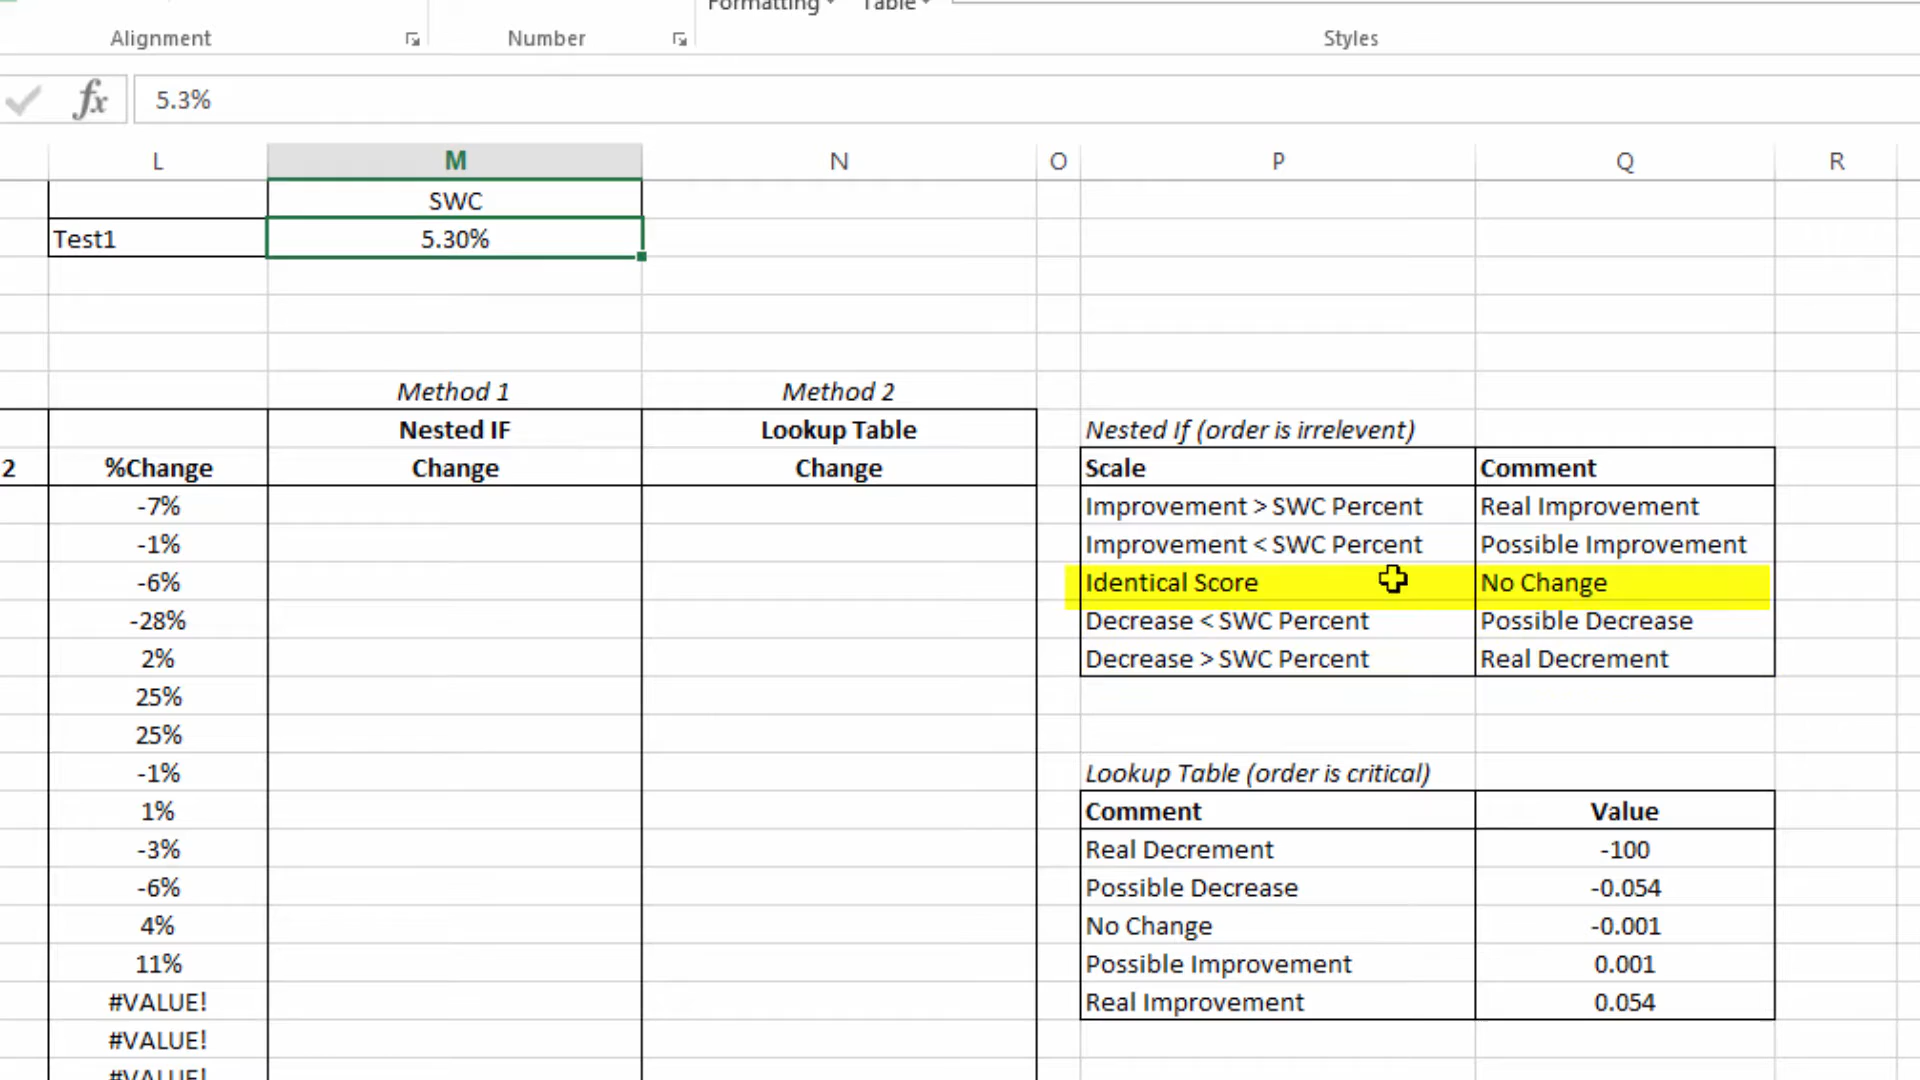 Formatting Table
Alignment Number Styles
fx 5.3%
L M N O P Q R
SWC
Test1 5.30%
Method 1 Method 2
Nested IF Lookup Table Nested If (order is irrelevent)
2 %Change Change Change Scale Comment
-7% Improvement > SWC Percent Real Improvement
-1% Improvement < SWC Percent Possible Improvement
-6% Identical Score No Change
-28% Decrease < SWC Percent Possible Decrease
2% Decrease > SWC Percent Real Decrement
25%
25%
-1% Lookup Table (order is critical)
1% Comment Value
-3% Real Decrement -100
-6% Possible Decrease -0.054
4% No Change -0.001
11% Possible Improvement 0.001
#VALUE! Real Improvement 0.054
#VALUE!
#VALUE!